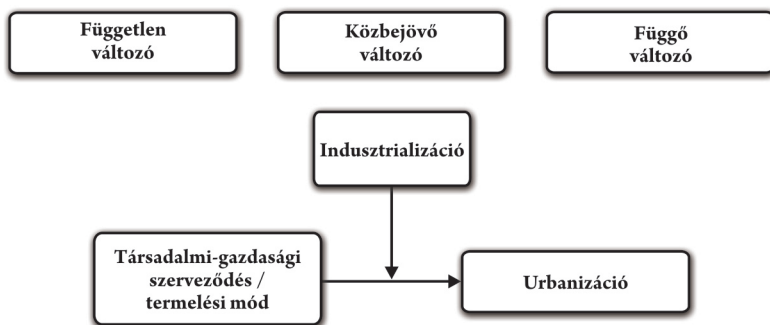 Független
változó
Közbejövő
változó
Függő
változó
Indusztrializáció
Társadalmi-gazdasági
szerveződés /
termelési mód
Urbanizáció